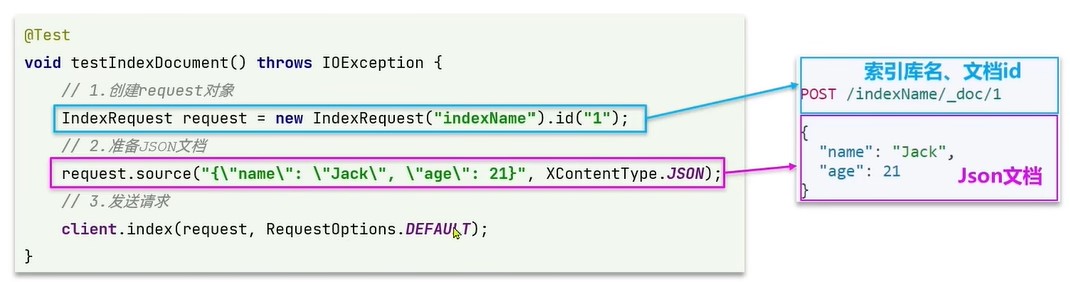 @Test
void testIndexDocument() throws IOException {
// 1.创建request对象
IndexRequest request = new IndexRequest("indexName").id("1");
// 2.准备JSON文档
request.source("{\"name\": \"Jack\", \"age\": 21}", XContentType.JSON);
// 3.发送请求
client.index(request, RequestOptions.DEFAULT);
}
索引库名、文档id
POST /indexName/_doc/1
{
"name": "Jack",
"age": 21
Json文档
}